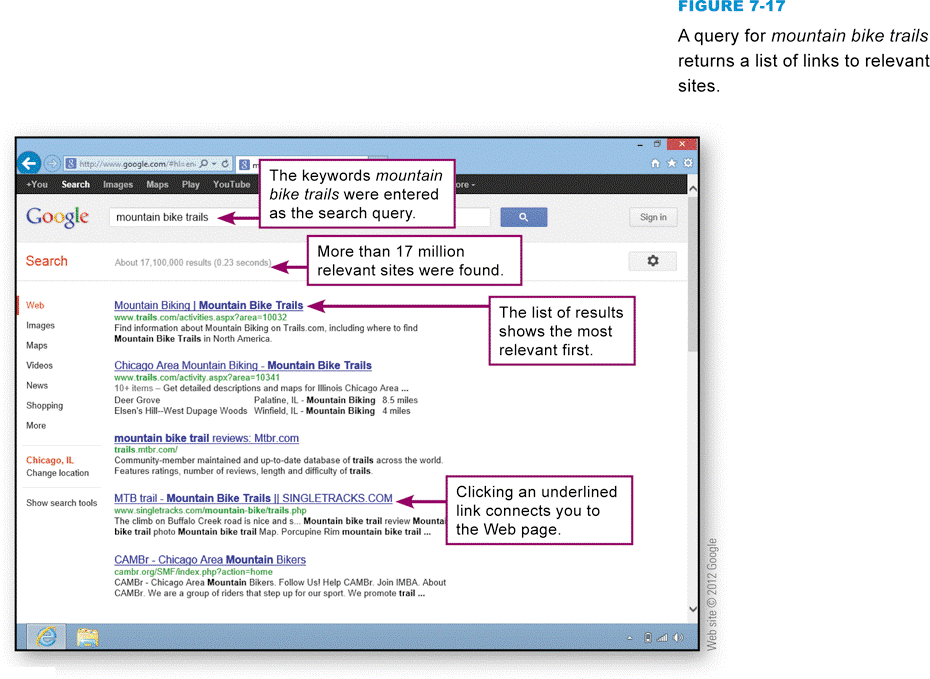 FIGURE 7-17
A query for mountain bike trails
returns a list of links to relevant
sites.
http://www.google.com/#hl=en
+You Search Images Maps Play YouTube
The keywords mountain
bike trails were entered
as the search query.
Google
mountain bike trails
Sign in
Search
About 17,100,000 results (0.23 seconds)
More than 17 million
relevant sites were found.
Web
Images
Maps
Videos
News
Shopping
More
Chicago, IL
Change location
Show search tools
Mountain Biking | Mountain Bike Trails
www.trails.com/activities.aspx?area=10032
Find information about Mountain Biking on Trails.com, including where to find
Mountain Bike Trails in North America.
The list of results
shows the most
relevant first.
Chicago Area Mountain Biking - Mountain Bike Trails
www.trails.com/activity.aspx?area=10341
10+ items – Get detailed descriptions and maps for Illinois Chicago Area ...
Deer Grove Palatine, IL - Mountain Biking 8.5 miles
Elsen's Hill--West Dupage Woods Winfield, IL - Mountain Biking 4 miles
mountain bike trail reviews: Mtbr.com
trails.mtbr.com/
Community-member maintained and up-to-date database of trails across the world.
Features ratings, number of reviews, length and difficulty of trails.
MTB trail - Mountain Bike Trails || SINGLETRACKS.COM
www.singletracks.com/mountain-bike/trails.php
The climb on Buffalo Creek road is nice and s... Mountain bike trail review
bike trail photo Mountain bike trail Map. Porcupine Rim mountain bike trail ...
Clicking an underlined
link connects you to
the Web page.
CAMBr - Chicago Area Mountain Bikers
cambr.org/SMF/index.php?action=home
CAMBr - Chicago Area Mountain Bikers. Follow Us! Help CAMBr. Join IMBA. About
CAMBr. We are a group of riders that step up for our sport. We promote trail ...
Web site © 2012 Google